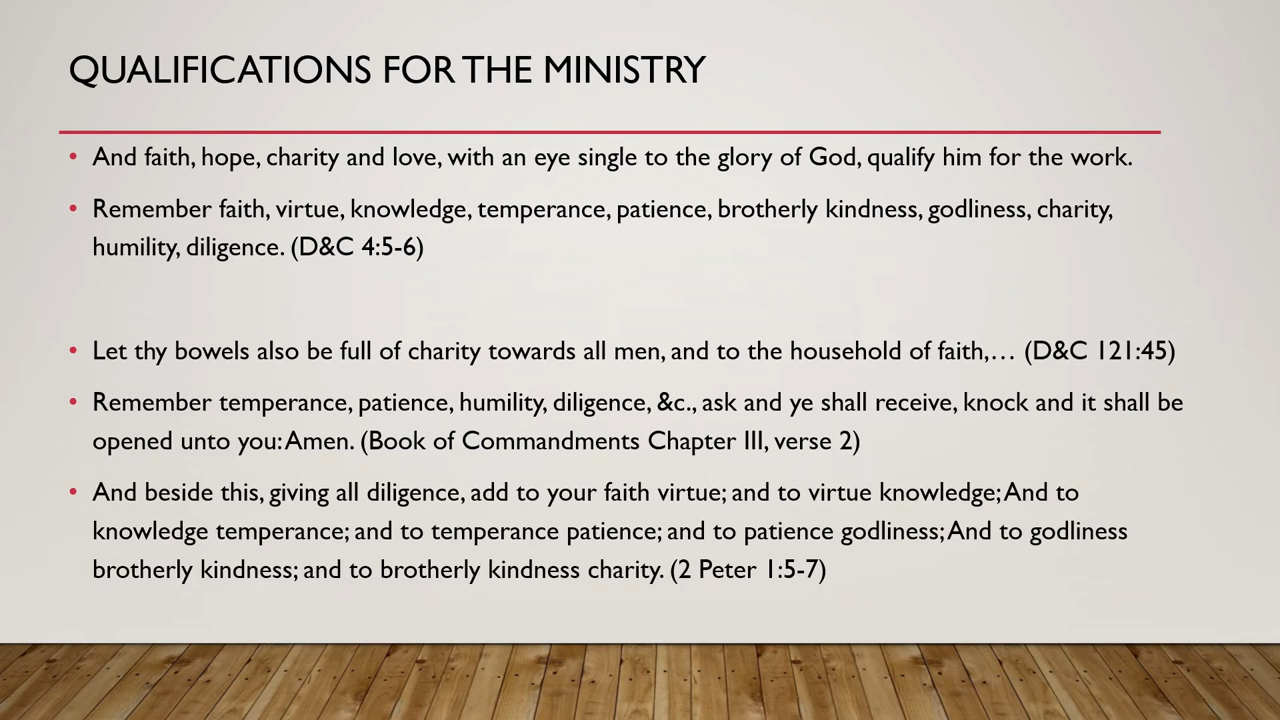 QUALIFICATIONS FOR THE MINISTRY
• And faith, hope, charity and love, with an eye single to the glory of God, qualify him for the work.
• Remember faith, virtue, knowledge, temperance, patience, brotherly kindness, godliness, charity,
humility, diligence. (D&C 4:5-6)
• Let thy bowels also be full of charity towards all men, and to the household of faith,… (D&C 121:45)
• Remember temperance, patience, humility, diligence, &c., ask and ye shall receive, knock and it shall be
opened unto you: Amen. (Book of Commandments Chapter III, verse 2)
• And beside this, giving all diligence, add to your faith virtue; and to virtue knowledge; And to
knowledge temperance; and to temperance patience; and to patience godliness; And to godliness
brotherly kindness; and to brotherly kindness charity. (2 Peter 1:5-7)